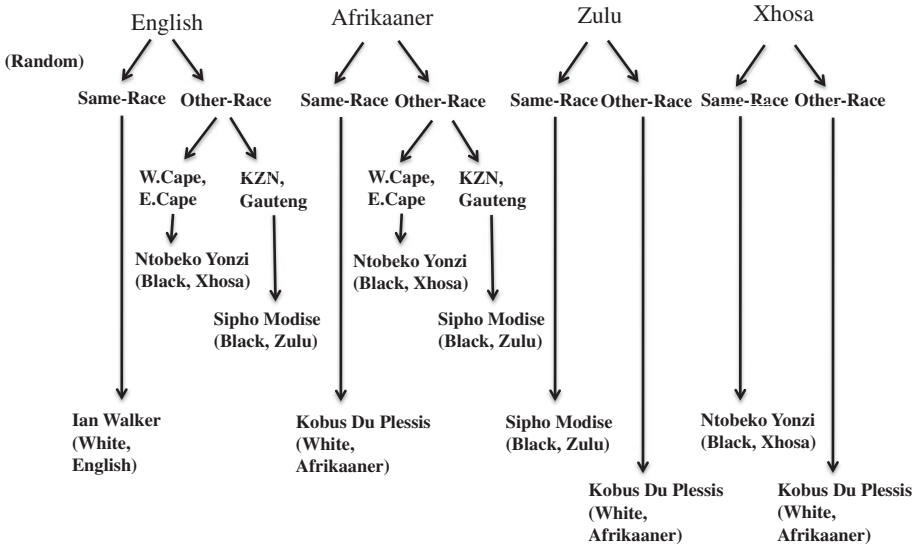 English
Afrikaaner
Zulu
Xhosa
(Random)
Same-Race
Other-Race
Same-Race
Other-Race
Same-Race
Other-Race
Same-Race
Other-Race
W.Cape,
E.Cape
KZN,
Gauteng
W.Cape,
E.Cape
KZN,
Gauteng
Ntobeko Yonzi
(Black, Xhosa)
Ntobeko Yonzi
(Black, Xhosa)
Sipho Modise
(Black, Zulu)
Sipho Modise
(Black, Zulu)
Ian Walker
(White,
English)
Kobus Du Plessis
(White,
Afrikaaner)
Sipho Modise
(Black, Zulu)
Ntobeko Yonzi
(Black, Xhosa)
Kobus Du Plessis
(White,
Afrikaaner)
Kobus Du Plessis
(White,
Afrikaaner)